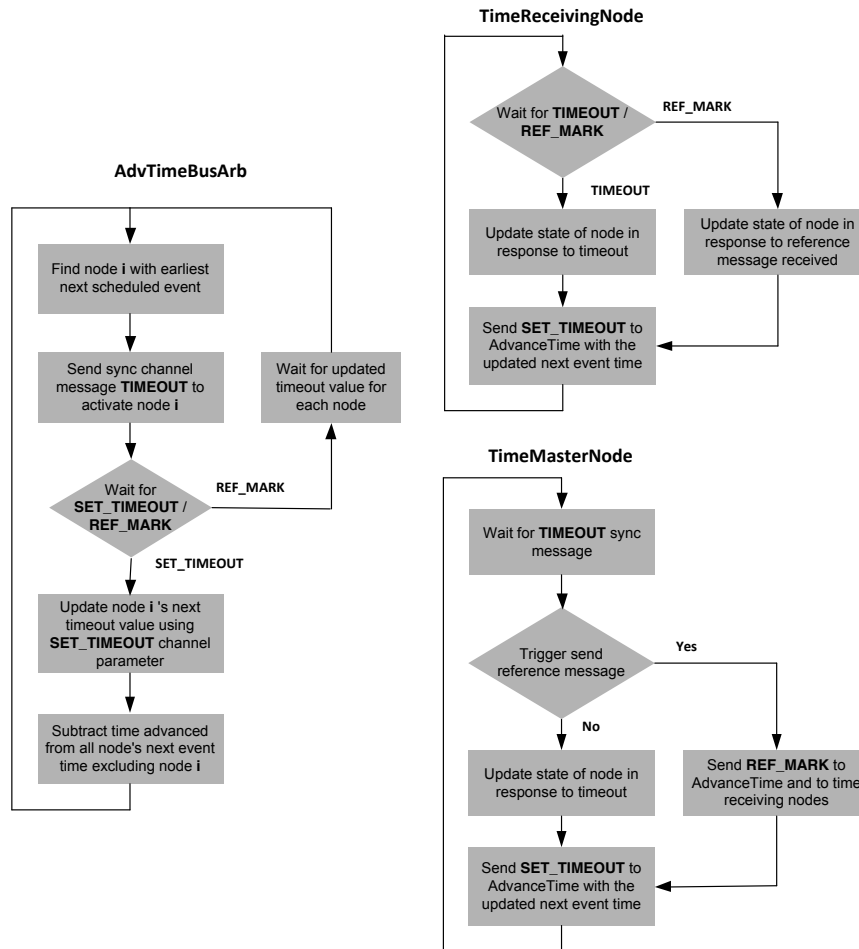 AdvTimeBusArb
Find node i with earliest
next scheduled event
Send sync channel
message TIMEOUT to
activate node i
Wait for updated
timeout value for
each node
Wait for
SET_TIMEOUT /
REF_MARK
REF_MARK
SET_TIMEOUT
Update node i 's next
timeout value using
SET_TIMEOUT channel
parameter
Subtract time advanced
from all node's next event
time excluding node i
TimeReceivingNode
Wait for TIMEOUT /
REF_MARK
REF_MARK
TIMEOUT
Update state of node in
response to timeout
Update state of node in
response to reference
message received
Send SET_TIMEOUT to
AdvanceTime with the
updated next event time
TimeMasterNode
Wait for TIMEOUT sync
message
Trigger send
reference message
Yes
No
Update state of node in
response to timeout
Send REF_MARK to
AdvanceTime and to time
receiving nodes
Send SET_TIMEOUT to
AdvanceTime with the
updated next event time